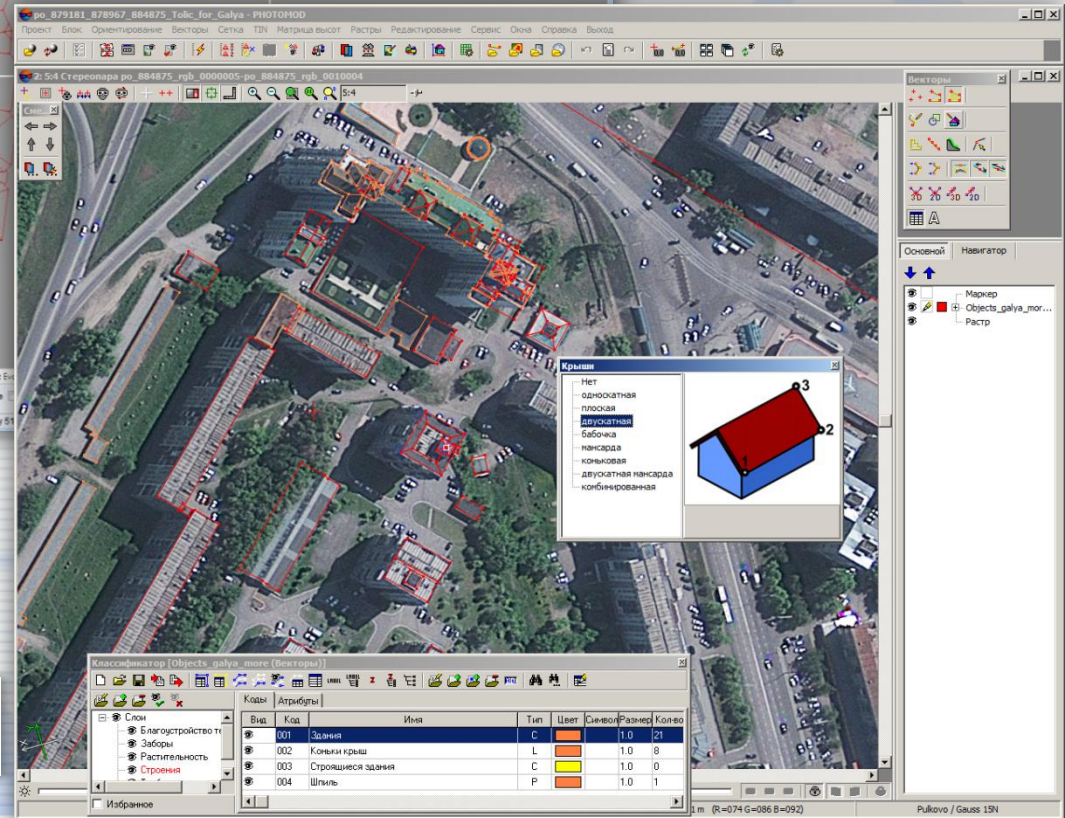 po_879181_878967_884875_Tolic_for_Galya - PHOTOMOD
Проект Блок Ориентирование Векторы Сетка TIN Матрица высот Растры Редактирование Сервис Окна Справка Выход
2: 5:4 Стереопара po_884875_rgb_0000005-po_884875_rgb_0010004
5:4
Векторы
3D 2D 3D 2D
Основной Навигатор
Маркер
Objects_galya_mor...
Растр
Крыши
Нет
односкатная
плоская
двускатная
бабочка
мансарда
коньковая
двускатная мансарда
комбинированная
3
2
1
Классификатор [Objects_galya_more (Векторы)]
Коды Атрибуты
Слои
Благоустройство те
Заборы
Растительность
Строения
Избранное
Вид Код Имя Тип Цвет Символ Размер Кол-во
001 Здания C 1.0 21
002 Коньки крыш L 1.0 8
003 Строящиеся здания C 1.0 0
004 Шпиль P 1.0 1
(R=074 G=086 B=092)
Pulkovo / Gauss 15N